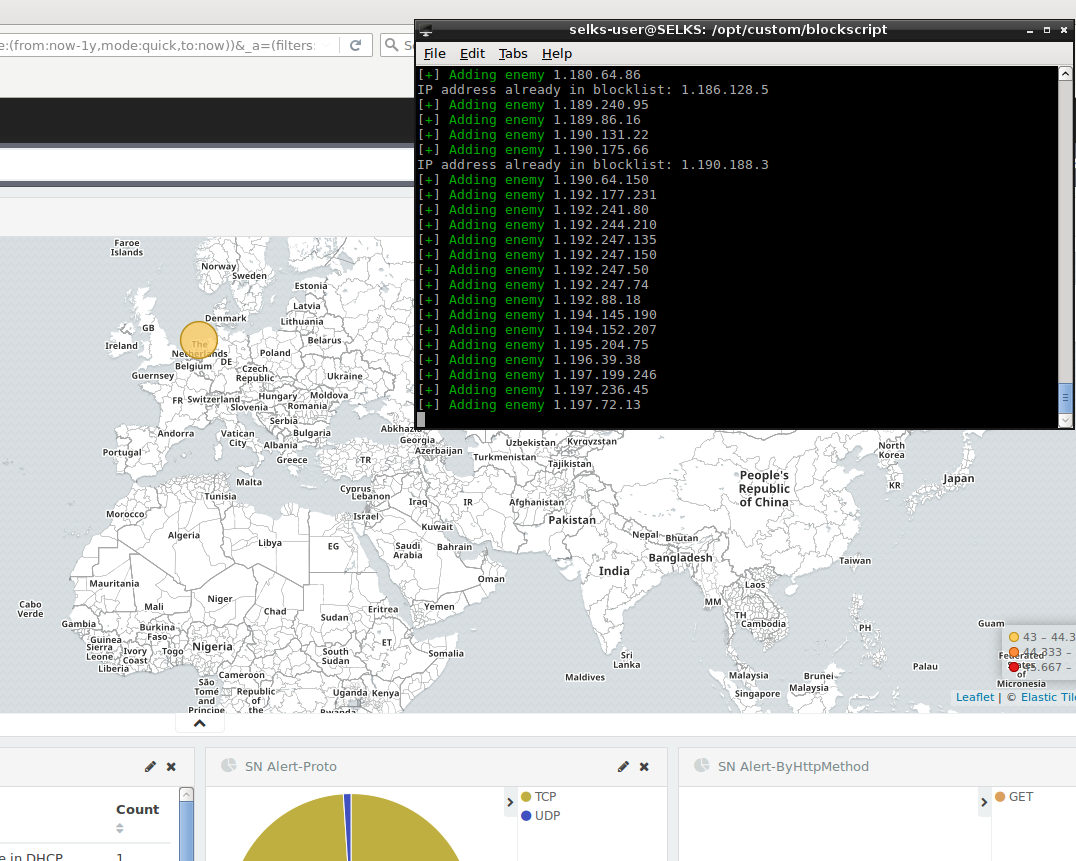 e:(from:now-1y,mode:quick,to:now))&_a=(filters:
selks-user@SELKS: /opt/custom/blockscript
File Edit Tabs Help
[+] Adding enemy 1.180.64.86
IP address already in blocklist: 1.186.128.5
[+] Adding enemy 1.189.240.95
[+] Adding enemy 1.189.86.16
[+] Adding enemy 1.190.131.22
[+] Adding enemy 1.190.175.66
IP address already in blocklist: 1.190.188.3
[+] Adding enemy 1.190.64.150
[+] Adding enemy 1.192.177.231
[+] Adding enemy 1.192.241.80
[+] Adding enemy 1.192.244.210
[+] Adding enemy 1.192.247.135
[+] Adding enemy 1.192.247.150
[+] Adding enemy 1.192.247.50
[+] Adding enemy 1.192.247.74
[+] Adding enemy 1.192.88.18
[+] Adding enemy 1.194.145.190
[+] Adding enemy 1.194.152.207
[+] Adding enemy 1.195.204.75
[+] Adding enemy 1.196.39.38
[+] Adding enemy 1.197.199.246
[+] Adding enemy 1.197.236.45
[+] Adding enemy 1.197.72.13
Faroe
Islands
Norway
Sweden
Estonia
Latvia
Denmark
Lithuania
GB
Ireland
The
Netherlands
DE
Belarus
Poland
Belgium
Czech
Republic
Guernsey
Ukraine
FR
Switzerland
Hungary
Moldova
Slovenia
Romania
Serbia
Andorra
Vatican
City
Bulgaria
Albania
Abkhazia
Georgia
Azerbaijan
Uzbekistan
Kyrgyzstan
Portugal
Greece
TR
Turkmenistan
Tajikistan
North
Korea
KR
Japan
Malta
Tunisia
Cyprus
Lebanon
Iraq
IR
Afghanistan
People's
Republic
of China
Morocco
Israel
Kuwait
Pakistan
Algeria
Libya
EG
Saudi
Arabia
Bahrain
Nepal
Bhutan
Bangladesh
Taiwan
India
Oman
Mauritania
Mali
Niger
Chad
Sudan
Eritrea
Yemen
MM
Laos
TH
Cambodia
PH
Guam
Cabo
Verde
Gambia
Burkina
Faso
Guinea
Sierra
Leone
Ivory
Coast
Togo
Nigeria
Liberia
South
Sudan
ET
Somalia
Sri
Lanka
Maldives
Cameroon
São
Tomé
and
Principe
Republic
of
the
Uganda
Kenya
Rwanda
Malaysia
Singapore
Brunei
Malaysia
Palau
Federated
States
of
Micronesia
43 – 44.3
44.333 –
Leaflet | © Elastic Tile
SN Alert-Proto
SN Alert-ByHttpMethod
Count
TCP
UDP
GET
e in DHCP
1